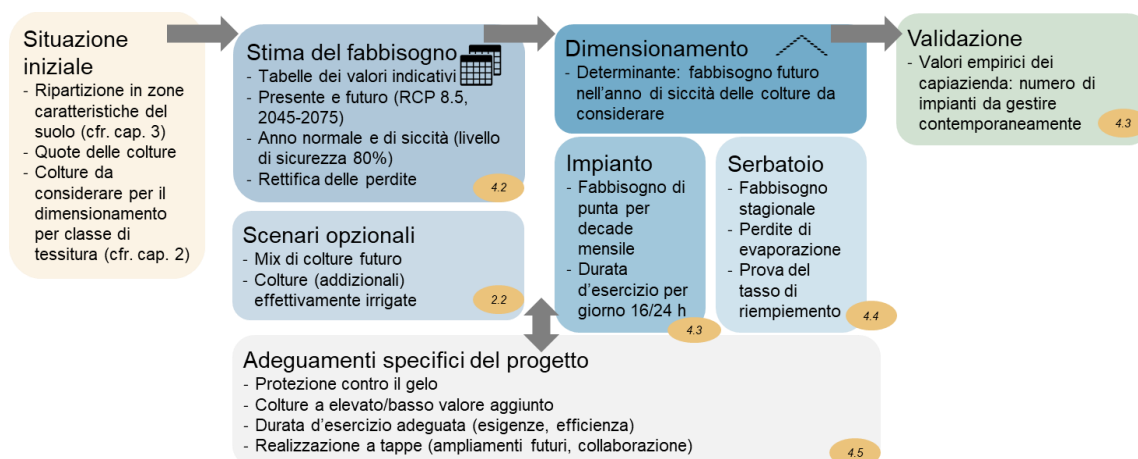 Situazione
iniziale
- Ripartizione in zone
caratteristiche del
suolo (cfr. cap. 3)
- Quote delle colture
- Colture da
considerare per il
dimensionamento
per classe di
tessitura (cfr. cap. 2)
Stima del fabbisogno
- Tabelle dei valori indicativi
- Presente e futuro (RCP 8.5,
2045-2075)
- Anno normale e di siccità (livello
di sicurezza 80%)
- Rettifica delle perdite
4.2
Scenari opzionali
- Mix di colture futuro
- Colture (addizionali)
effettivamente irrigate
2.2
Dimensionamento
- Determinante: fabbisogno futuro
nell'anno di siccità delle colture da
considerare
Impianto
- Fabbisogno di
punta per
decade
mensile
- Durata
d'esercizio per
giorno 16/24 h
4.3
Serbatoio
- Fabbisogno
stagionale
- Perdite di
evaporazione
- Prova del
tasso di
riempiemento
4.4
Validazione
- Valori empirici dei
capiazienda: numero di
impianti da gestire
contemporaneamente
4.3
Adeguamenti specifici del progetto
- Protezione contro il gelo
- Colture a elevato/basso valore aggiunto
- Durata d'esercizio adeguata (esigenze, efficienza)
- Realizzazione a tappe (ampliamenti futuri, collaborazione)
4.5